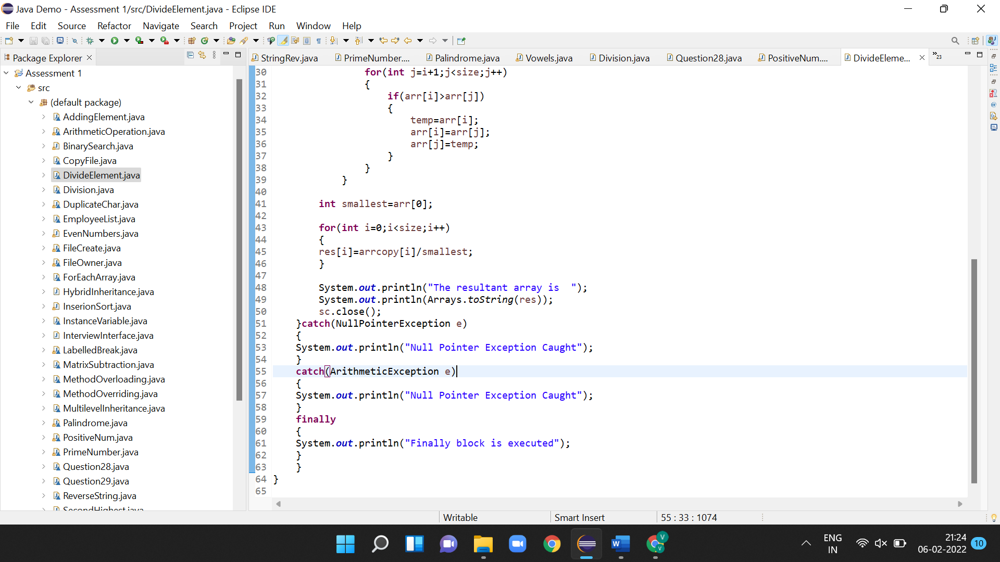 Java Demo - Assessment 1/src/DivideElement.java - Eclipse IDE
File Edit Source Refactor Navigate Search Project Run Window Help
Package Explorer
Assessment 1
src
(default package)
AddingElement.java
ArithmeticOperation.java
BinarySearch.java
CopyFile.java
DivideElement.java
Division.java
DuplicateChar.java
EmployeeList.java
EvenNumbers.java
FileCreate.java
FileOwner.java
ForEachArray.java
HybridInheritance.java
InserionSort.java
InstanceVariable.java
InterviewInterface.java
LabelledBreak.java
MatrixSubtraction.java
MethodOverloading.java
MethodOverriding.java
MultilevelInheritance.java
Palindrome.java
PositiveNum.java
PrimeNumber.java
Question28.java
Question29.java
ReverseString.java
SecondHighest.java
StringRev.java PrimeNumber.... Palindrome.java Vowels.java Division.java Question28.java PositiveNum.... DivideEleme... »23
30 for(int j=i+1;j<size;j++)
31 {
32 if(arr[i]>arr[j])
33 {
34 temp=arr[i];
35 arr[i]=arr[j];
36 arr[j]=temp;
37 }
38 }
39 }
40
41 int smallest=arr[0];
42
43 for(int i=0;i<size;i++)
44 {
45 res[i]=arrcopy[i]/smallest;
46 }
47
48 System.out.println("The resultant array is  ");
49 System.out.println(Arrays.toString(res));
50 sc.close();
51 }catch(NullPointerException e)
52 {
53 System.out.println("Null Pointer Exception Caught");
54 }
55 catch(ArithmeticException e)
56 {
57 System.out.println("Null Pointer Exception Caught");
58 }
59 finally
60 {
61 System.out.println("Finally block is executed");
62 }
63 }
64 }
65
Writable Smart Insert 55 : 33 : 1074
ENG
IN
21:24
06-02-2022
10